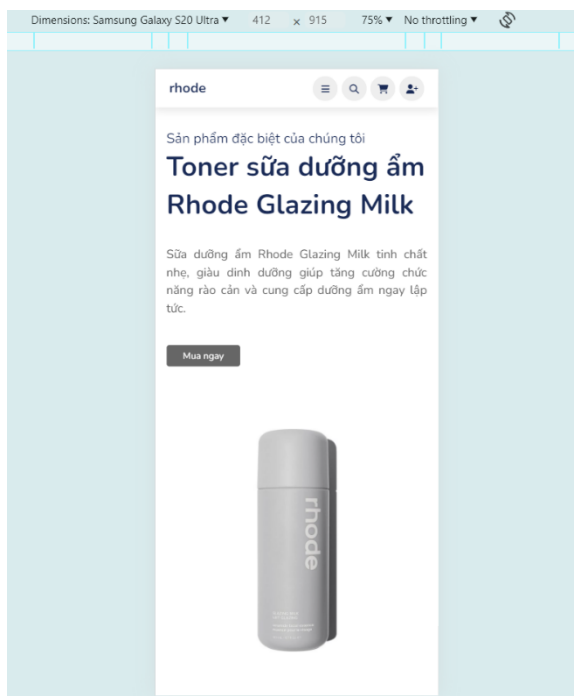 Dimensions: Samsung Galaxy S20 Ultra ▼ 412 x 915 75% ▼ No throttling ▼
rhode
Sản phẩm đặc biệt của chúng tôi
Toner sữa dưỡng ẩm
Rhode Glazing Milk
Sữa dưỡng ẩm Rhode Glazing Milk tinh chất
nhẹ, giàu dinh dưỡng giúp tăng cường chức
năng rào cản và cung cấp dưỡng ẩm ngay lập
tức.
Mua ngay
rhode